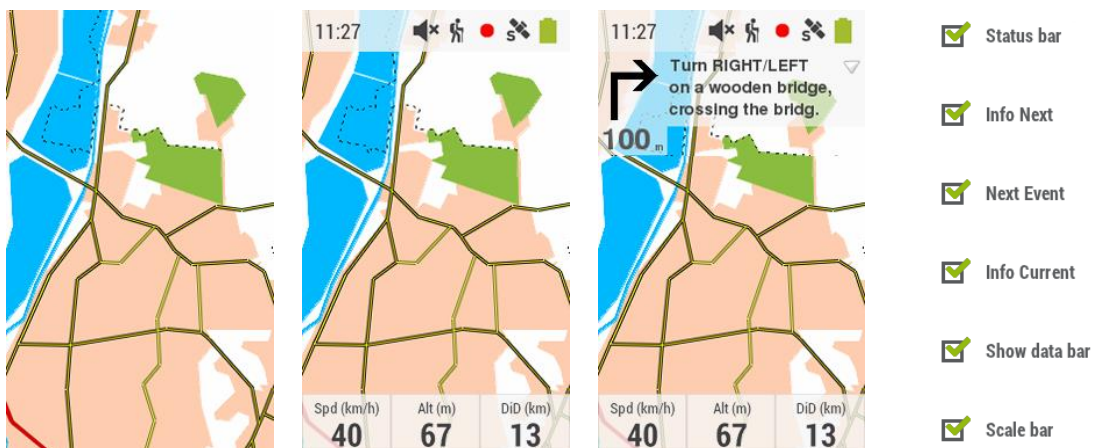 11:27
S
Spd (km/h) Alt (m) DiD (km)
40 67 13
11:27
S
Turn RIGHT/LEFT
on a wooden bridge,
crossing the bridg.
100 m
Spd (km/h) Alt (m) DiD (km)
40 67 13
Status bar
Info Next
Next Event
Info Current
Show data bar
Scale bar